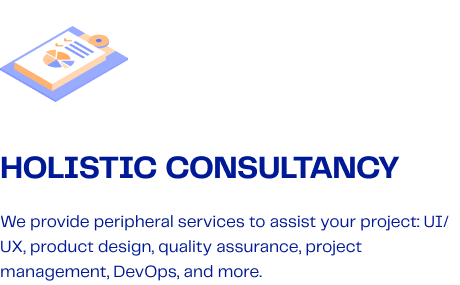 HOLISTIC CONSULTANCY
We provide peripheral services to assist your project: UI/
UX, product design, quality assurance, project
management, DevOps, and more.